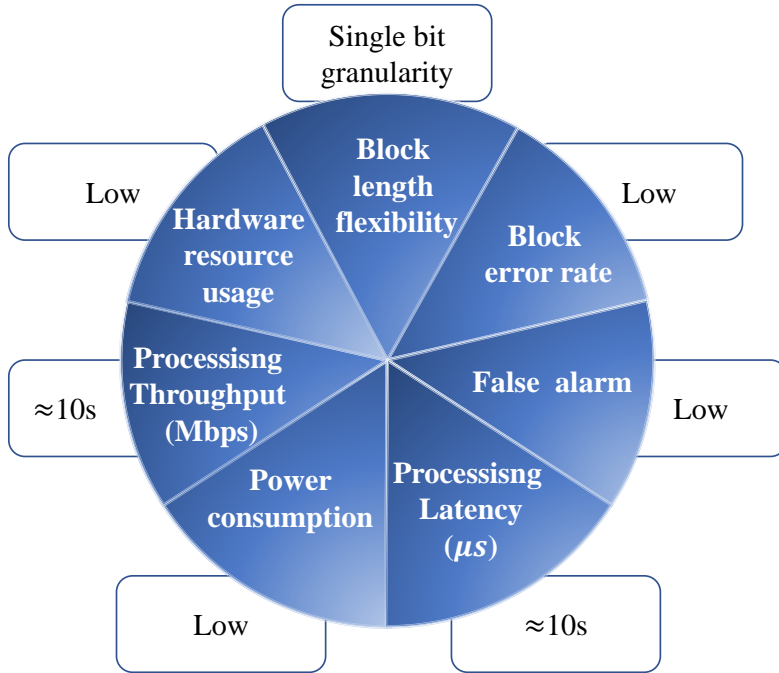 Single bit
granularity
Block
length
flexibility
Low
Block
error rate
Low
False alarm
Low
Processisng
Latency
(μs)
≈10s
Power
consumption
Low
Processisng
Throughput
(Mbps)
≈10s
Hardware
resource
usage
Low